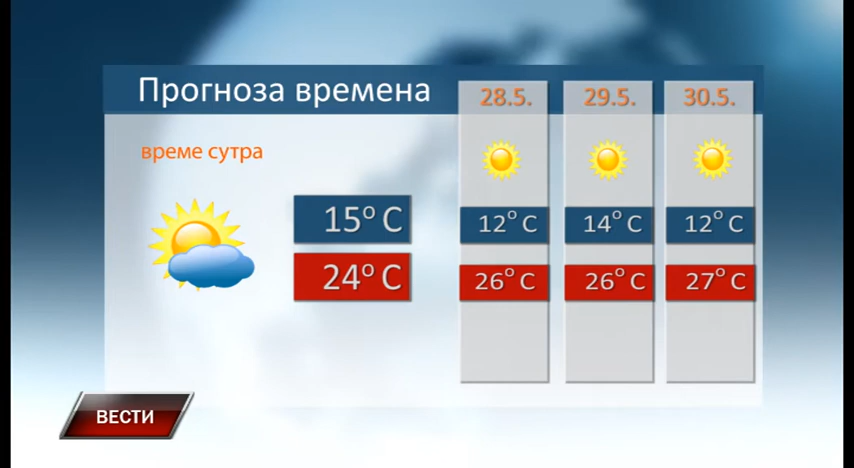 Прогноза времена
време сутра
15° C
24° C
28.5.
12° C
26° C
29.5.
14° C
26° C
30.5.
12° C
27° C
ВЕСТИ